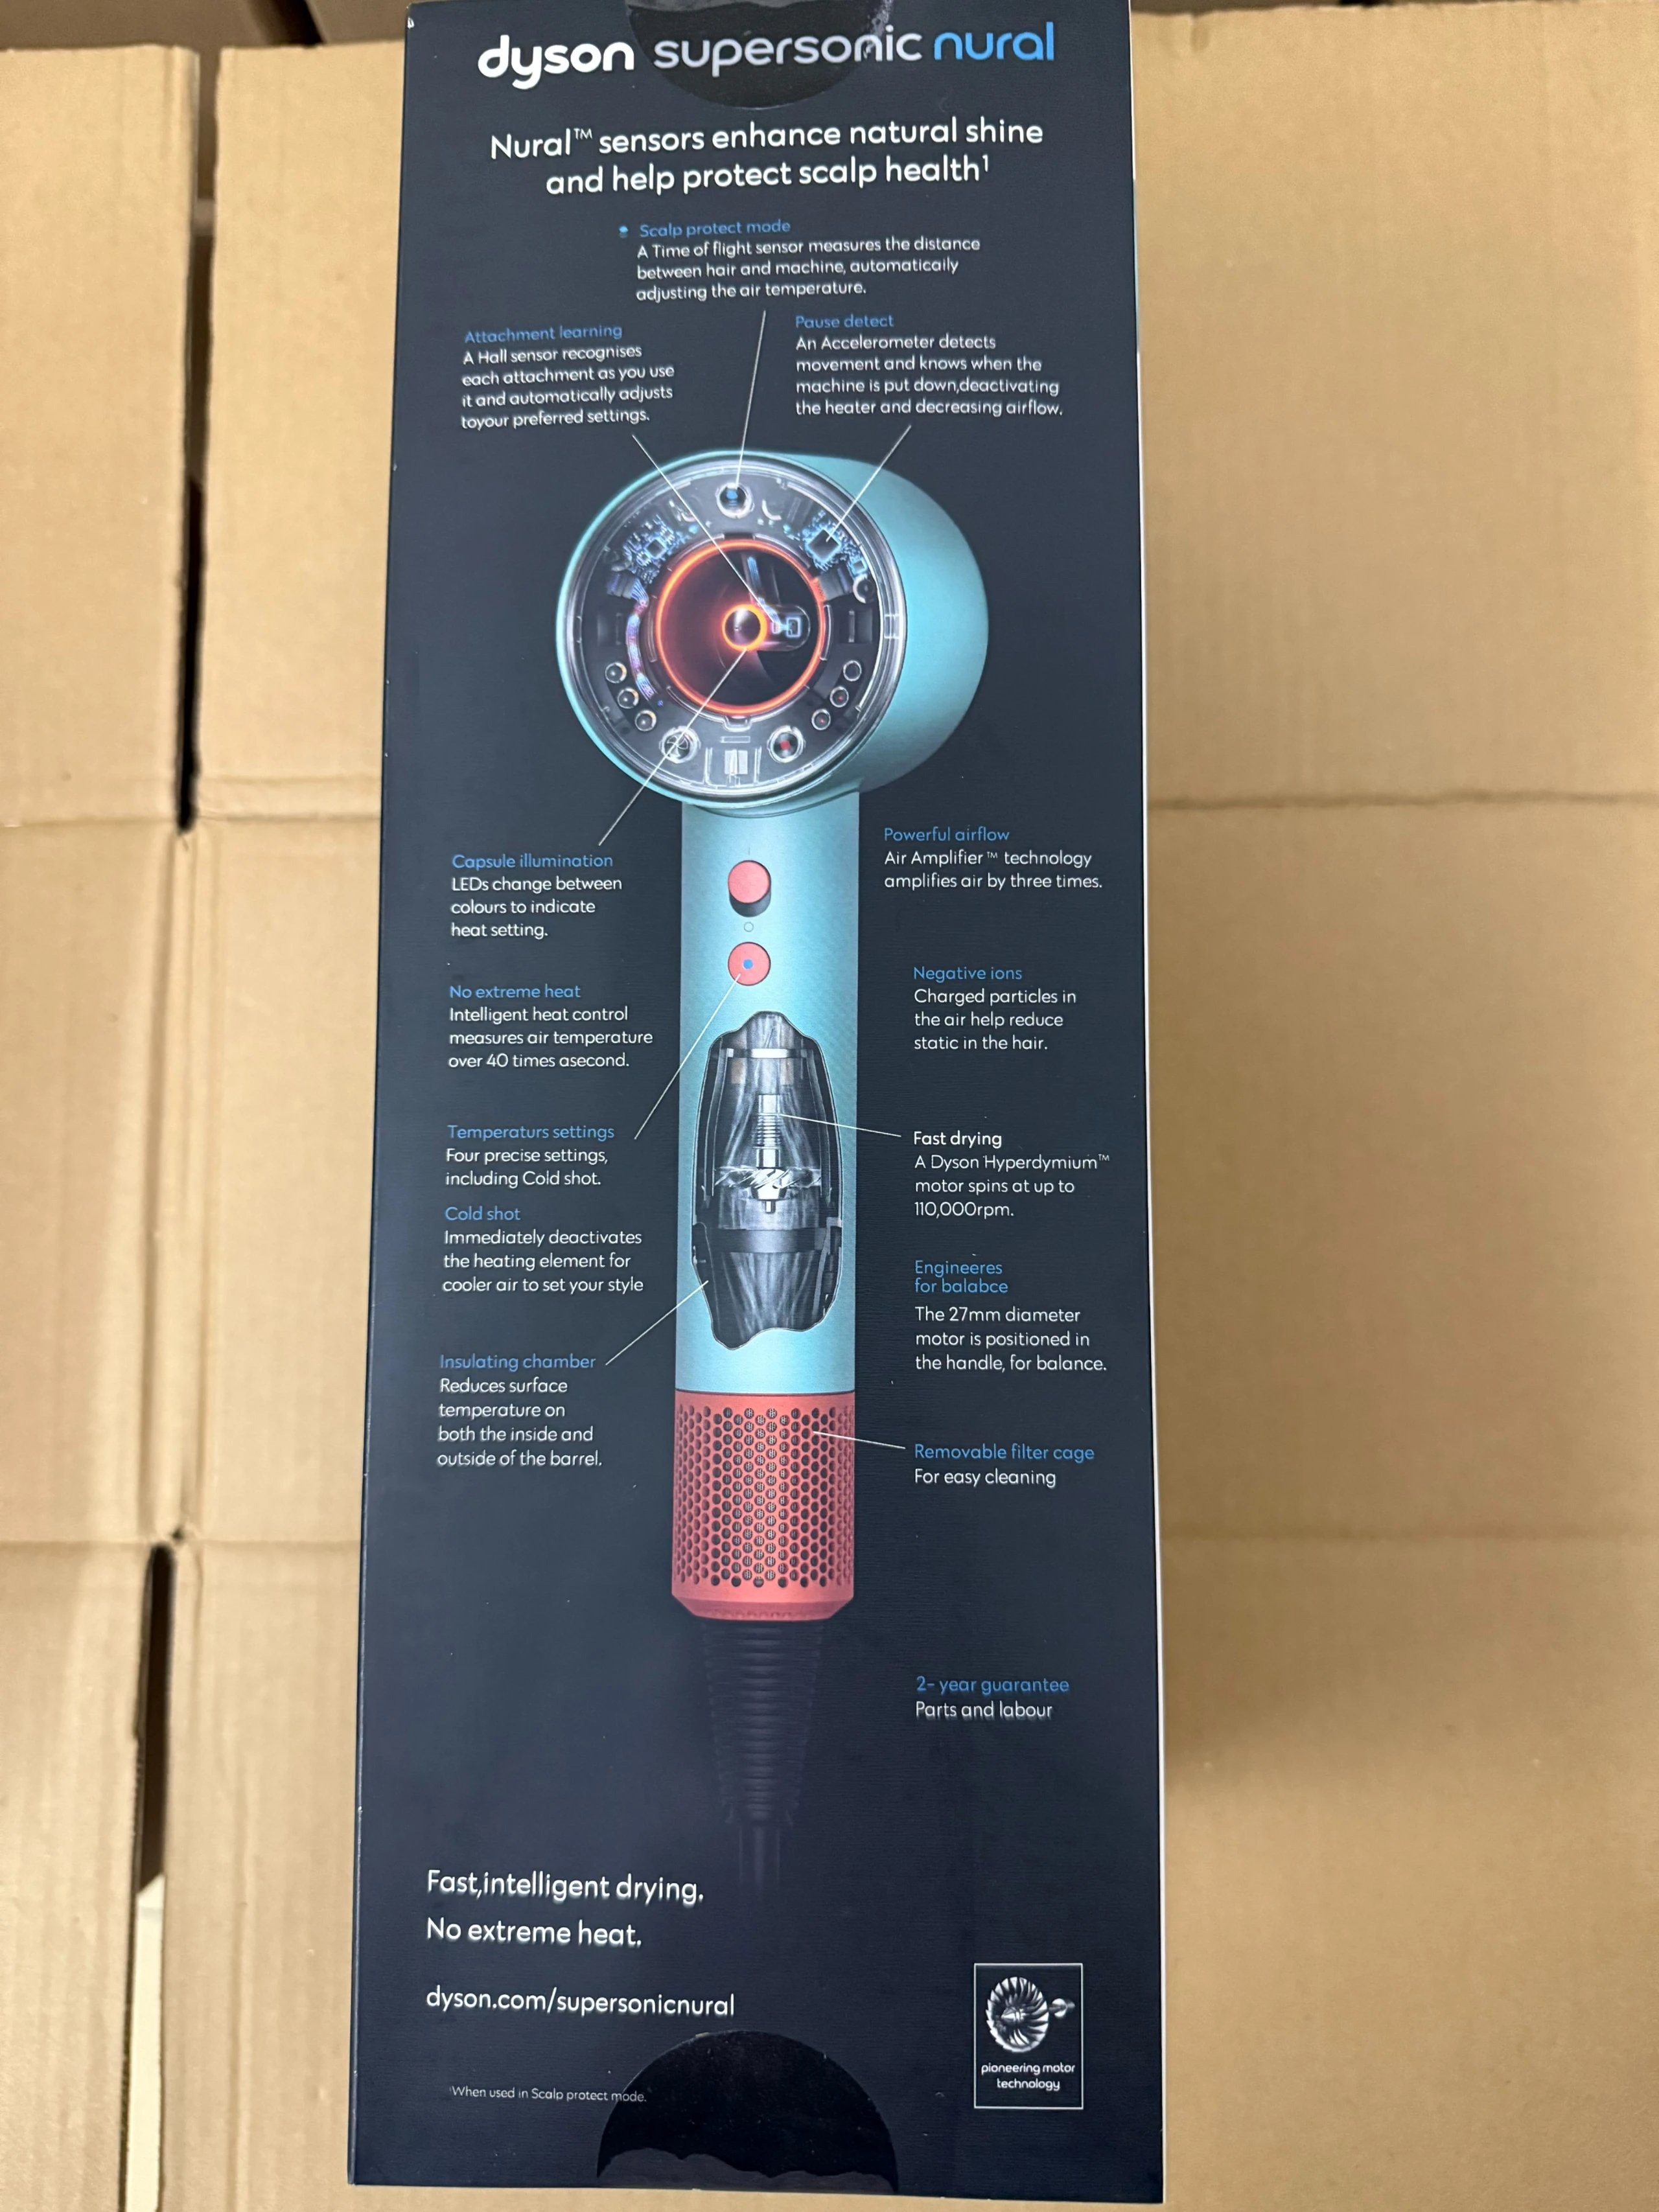 dyson supersonic nural
Nural™ sensors enhance natural shine
and help protect scalp health¹
Scalp protect mode
A Time of flight sensor measures the distance
between hair and machine, automatically
adjusting the air temperature.
Attachment learning
A Hall sensor recognises
each attachment as you use
it and automatically adjusts
toyour preferred settings.
Pause detect
An Accelerometer detects
movement and knows when the
machine is put down,deactivating
the heater and decreasing airflow.
Capsule illumination
LEDs change between
colours to indicate
heat setting.
Powerful airflow
Air Amplifier™ technology
amplifies air by three times.
No extreme heat
Intelligent heat control
measures air temperature
over 40 times asecond.
Negative ions
Charged particles in
the air help reduce
static in the hair.
Temperaturs settings
Four precise settings,
including Cold shot.
Fast drying
A Dyson Hyperdymium™
motor spins at up to
110,000rpm.
Cold shot
Immediately deactivates
the heating element for
cooler air to set your style
Engineeres
for balabce
The 27mm diameter
motor is positioned in
the handle, for balance.
Insulating chamber
Reduces surface
temperature on
both the inside and
outside of the barrel.
Removable filter cage
For easy cleaning
2- year guarantee
Parts and labour
Fast,intelligent drying.
No extreme heat.
dyson.com/supersonicnural
pioneering motor
technology
¹When used in Scalp protect mode.